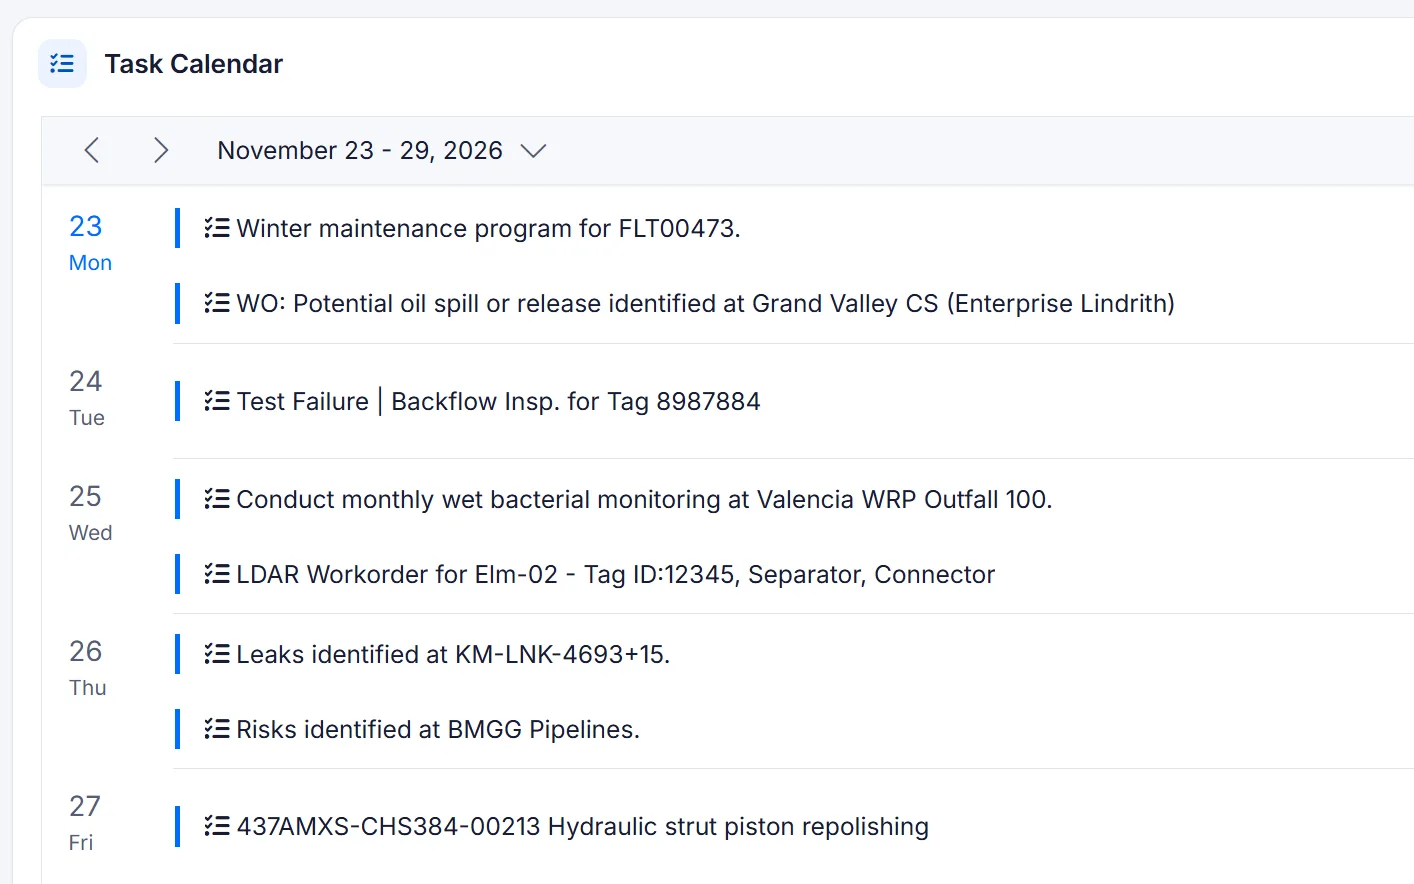 Task Calendar
November 23 - 29, 2026
23
Mon
Winter maintenance program for FLT00473.
WO: Potential oil spill or release identified at Grand Valley CS (Enterprise Lindrith)
24
Tue
Test Failure | Backflow Insp. for Tag 8987884
25
Wed
Conduct monthly wet bacterial monitoring at Valencia WRP Outfall 100.
LDAR Workorder for Elm-02 - Tag ID:12345, Separator, Connector
26
Thu
Leaks identified at KM-LNK-4693+15.
Risks identified at BMGG Pipelines.
27
Fri
437AMXS-CHS384-00213 Hydraulic strut piston repolishing